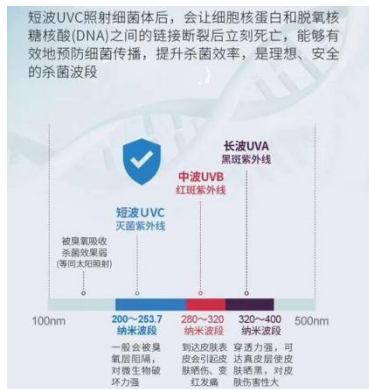 短波UVC照射细菌体后，会让细胞核蛋白和脱氧核
糖核酸(DNA)之间的链接断裂后立刻死亡，能够有
效地预防细菌传播，提升杀菌效率，是理想、安全
的杀菌波段
长波UVA
黑斑紫外线
中波UVB
红斑紫外线
短波UVC
灭菌紫外线
被臭氧吸收
杀菌效果弱
(等同太阳照射)
100nm
200～253.7
纳米波段
280～320
纳米波段
320～400
纳米波段
500nm
一般会被臭
氧层阻隔，
对微生物破
坏力强
到达皮肤表
皮会引起皮
肤晒伤、变
红发痛
穿透力强，可
达真皮层使皮
肤晒黑，对皮
肤伤害性大